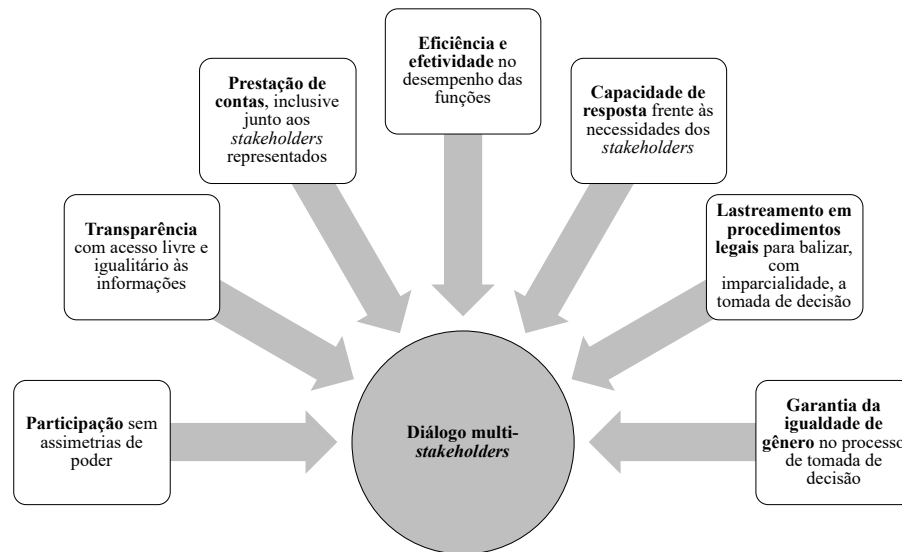 Participação sem
assimetrias de
poder
Transparência
com acesso livre e
igualitário às
informações
Prestação de
contas, inclusive
junto aos
stakeholders
representados
Eficiência e
efetividade no
desempenho das
funções
Capacidade de
resposta frente às
necessidades dos
stakeholders
Lastreamento em
procedimentos
legais para balizar,
com
imparcialidade, a
tomada de decisão
Garantia da
igualdade de
gênero no processo
de tomada de
decisão
Diálogo multi-
stakeholders